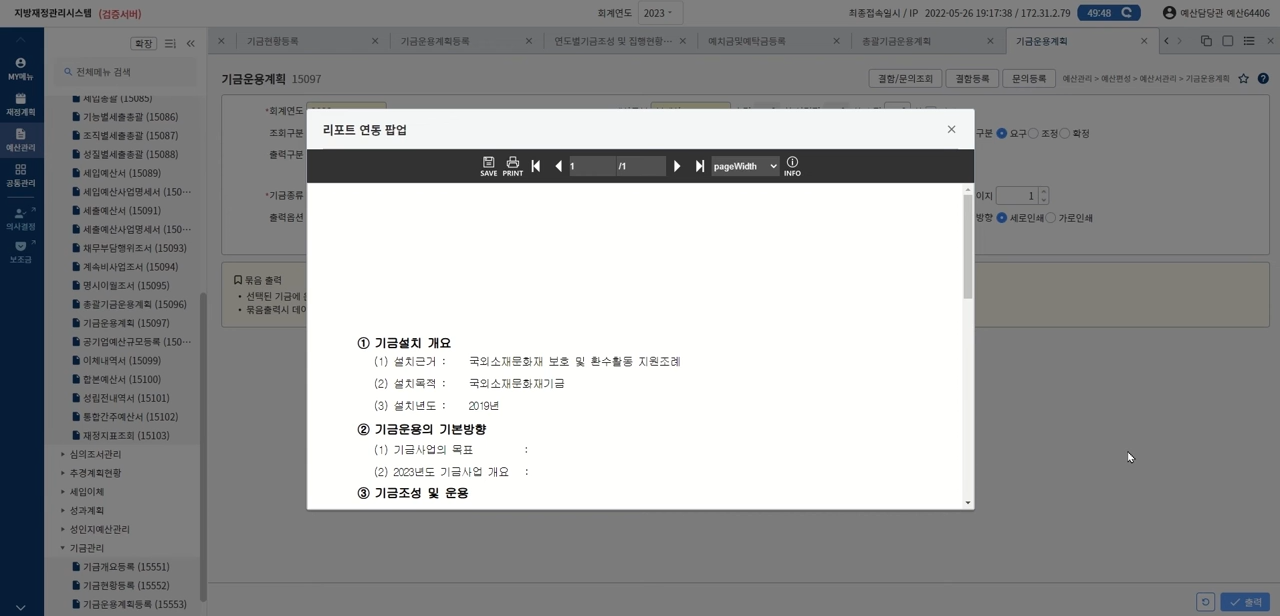 지방재정관리시스템 (검증서버)
회계연도 2023
최종접속일시 / IP 2022-05-26 19:17:38 / 172.31.2.79 49:48 예산담당관 예산64406
확장
기금현황등록 기금운용계획등록 연도별기금조성 및 집행현황··· 예치금및예탁금등록 총괄기금운용계획 기금운용계획
MY메뉴
재정계획
예산관리
공통관리
의사결정
보조금
전체메뉴 검색
세입총괄 (15085)
기능별세출총괄 (15086)
조직별세출총괄 (15087)
성질별세출총괄 (15088)
세입예산서 (15089)
세입예산사업명세서 (150···
세출예산서 (15091)
세출예산사업명세서 (150···
채무부담행위조서 (15093)
계속비사업조서 (15094)
명시이월조서 (15095)
총괄기금운용계획 (15096)
기금운용계획 (15097)
공기업예산규모등록 (150···
이체내역서 (15099)
합본예산서 (15100)
성립전내역서 (15101)
통합간주예산서 (15102)
재정지표조회 (15103)
심의조서관리
추경계획현황
세입이체
성과계획
성인지예산관리
기금관리
기금개요등록 (15551)
기금현황등록 (15552)
기금운용계획등록 (15553)
기금운용계획 15097
결함/문의조회 결함등록 문의등록 예산관리 > 예산편성 > 예산서관리 > 기금운용계획
*회계연도
조회구분
구분 요구 조정 확정
출력구분
*기금종류
이지 1
출력옵션
방향 세로인쇄 가로인쇄
묶음 출력
• 선택된 기금에
• 묶음출력시 데이
리포트 연동 팝업
SAVE PRINT 1 /1 pageWidth INFO
① 기금설치 개요
(1) 설치근거 : 국외소재문화재 보호 및 환수활동 지원조례
(2) 설치목적 : 국외소재문화재기금
(3) 설치년도 : 2019년
② 기금운용의 기본방향
(1) 기금사업의 목표 :
(2) 2023년도 기금사업 개요 :
③ 기금조성 및 운용
출력